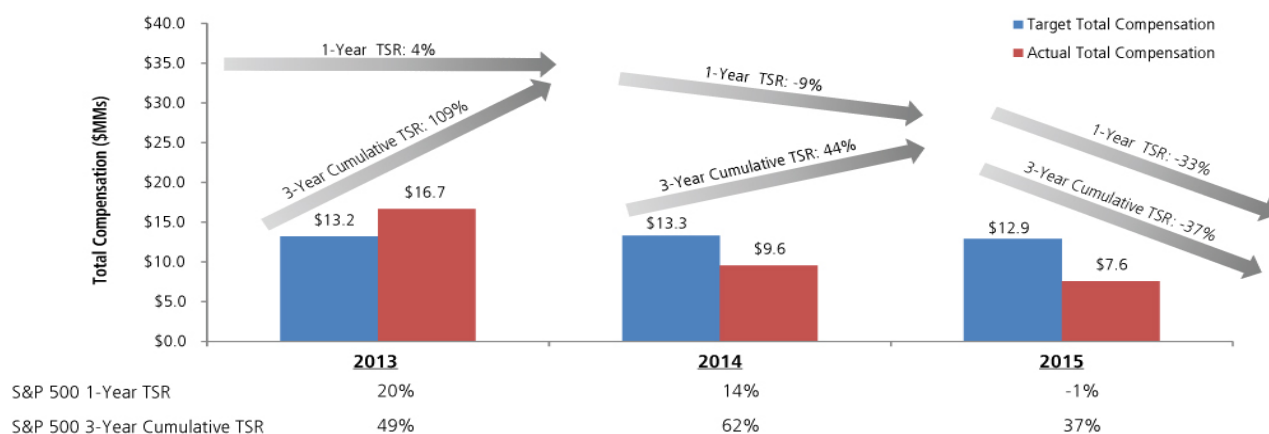 $40.0
$35.0
$30.0
$25.0
$20.0
$15.0
$10.0
$5.0
$0.0
Total Compensation ($MMs)
Target Total Compensation
Actual Total Compensation
1-Year TSR: 4%
3-Year Cumulative TSR: 109%
$13.2
$16.7
1-Year TSR: -9%
3-Year Cumulative TSR: 44%
$13.3
$9.6
1-Year TSR: -33%
3-Year Cumulative TSR: -37%
$12.9
$7.6
2013 2014 2015
S&P 500 1-Year TSR 20% 14% -1%
S&P 500 3-Year Cumulative TSR 49% 62% 37%